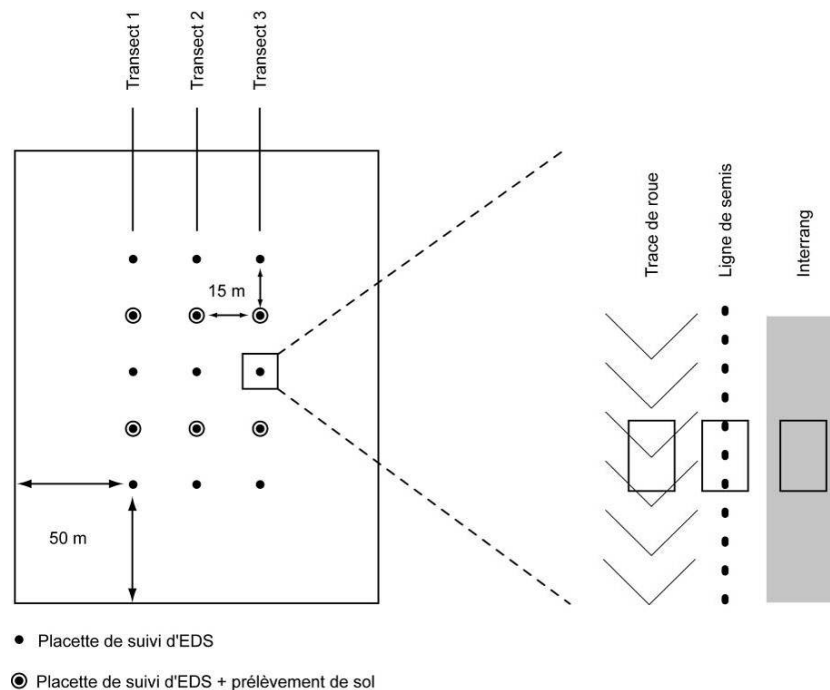 Transect 1
Transect 2
Transect 3
Trace de roue
Ligne de semis
Interrang
15 m
50 m
Placette de suivi d'EDS
Placette de suivi d'EDS + prélèvement de sol